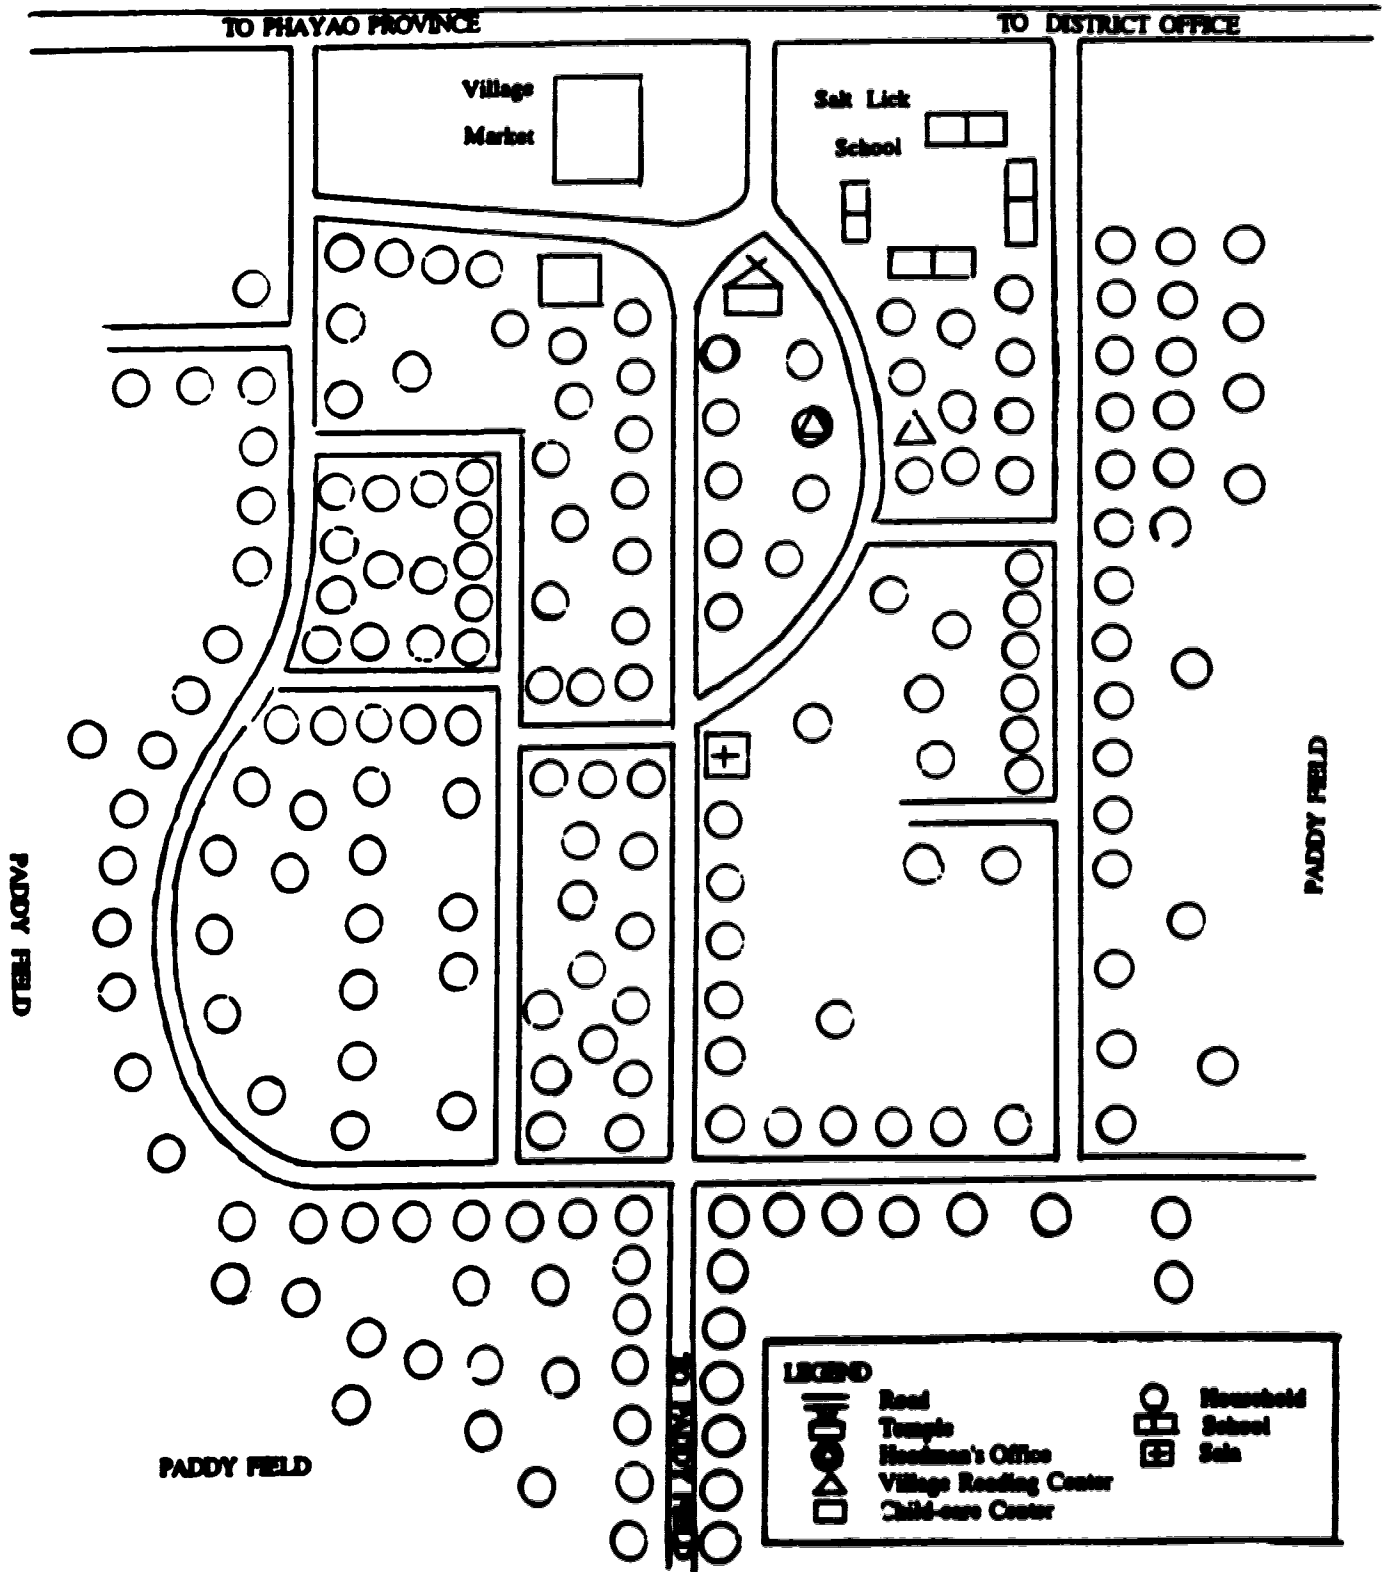 TO PHAYAO PROVINCE
TO DISTRICT OFFICE
Village
Market
Salt Lick
School
PADDY FIELD
PADDY FIELD
PADDY FIELD
TO PADDY FIELD
LEGEND
Road
Temple
Headman's Office
Village Reading Center
Child-care Center
Household
School
Sala